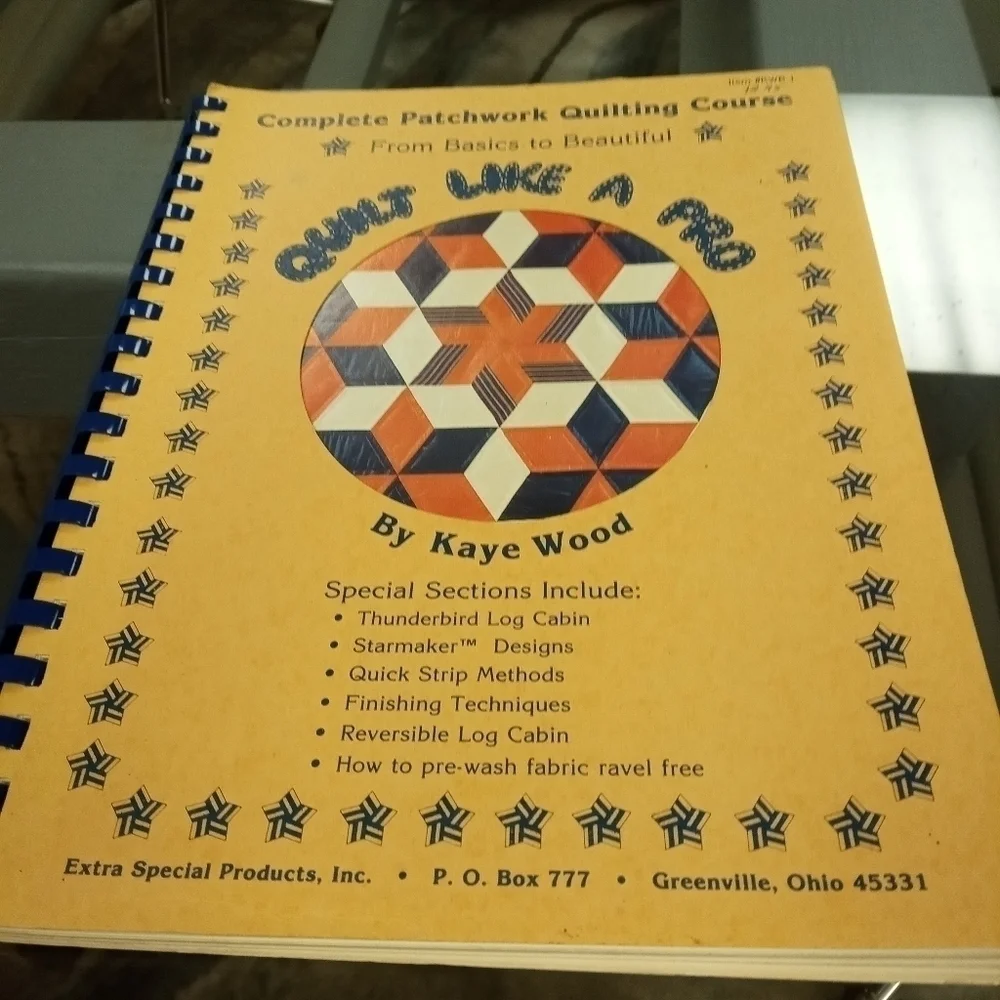 Complete Patchwork Quilting Course
From Basics to Beautiful
QUILT LIKE A PRO
By Kaye Wood
Special Sections Include:
• Thunderbird Log Cabin
• Starmaker™ Designs
• Quick Strip Methods
• Finishing Techniques
• Reversible Log Cabin
• How to pre-wash fabric ravel free
Extra Special Products, Inc. • P. O. Box 777 • Greenville, Ohio 45331